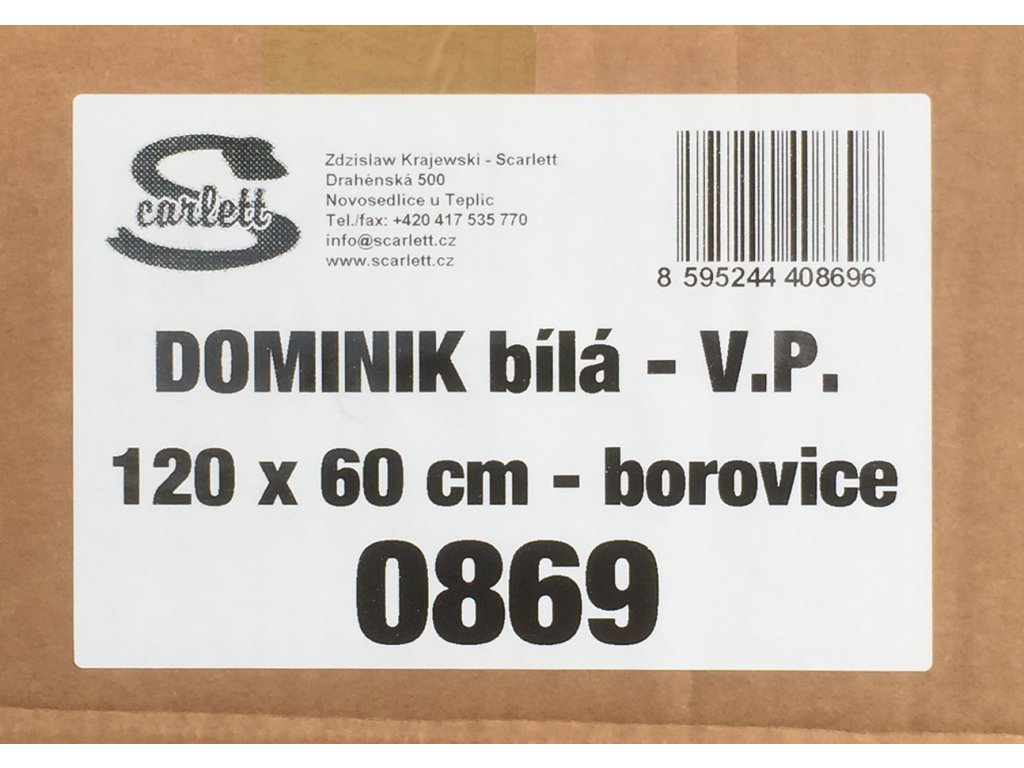 Scarlett
Zdzislaw Krajewski - Scarlett
Drahénská 500
Novosedlice u Teplic
Tel./fax: +420 417 535 770
info@scarlett.cz
www.scarlett.cz
8 595244 408696
DOMINIK bílá - V.P.
120 x 60 cm - borovice
0869